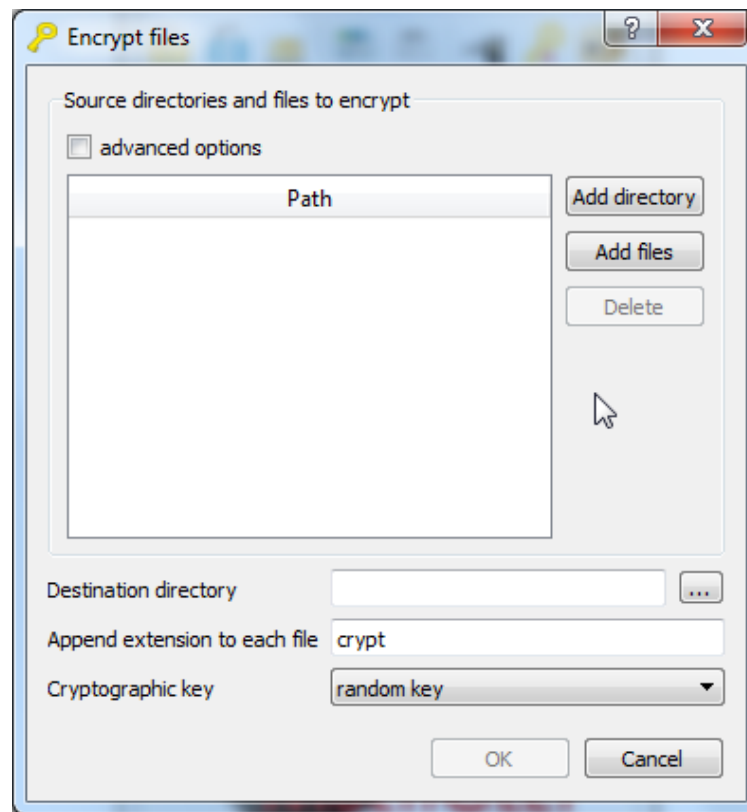 Encrypt files
Source directories and files to encrypt
advanced options
Path
Add directory
Add files
Delete
Destination directory
...
Append extension to each file crypt
Cryptographic key random key
OK Cancel